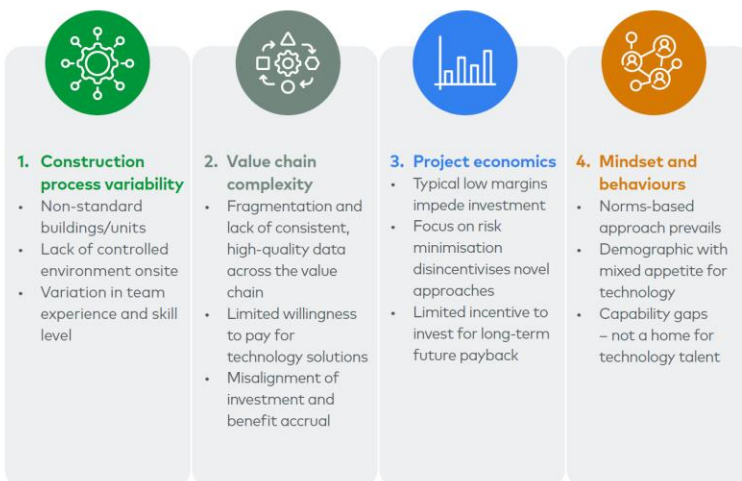 1. Construction
process variability
• Non-standard
buildings/units
• Lack of controlled
environment onsite
• Variation in team
experience and skill
level
2. Value chain
complexity
• Fragmentation and
lack of consistent,
high-quality data
across the value
chain
• Limited willingness
to pay for
technology solutions
• Misalignment of
investment and
benefit accrual
3. Project economics
• Typical low margins
impede investment
• Focus on risk
minimisation
disincentivises novel
approaches
• Limited incentive to
invest for long-term
future payback
4. Mindset and
behaviours
• Norms-based
approach prevails
• Demographic with
mixed appetite for
technology
• Capability gaps
– not a home for
technology talent